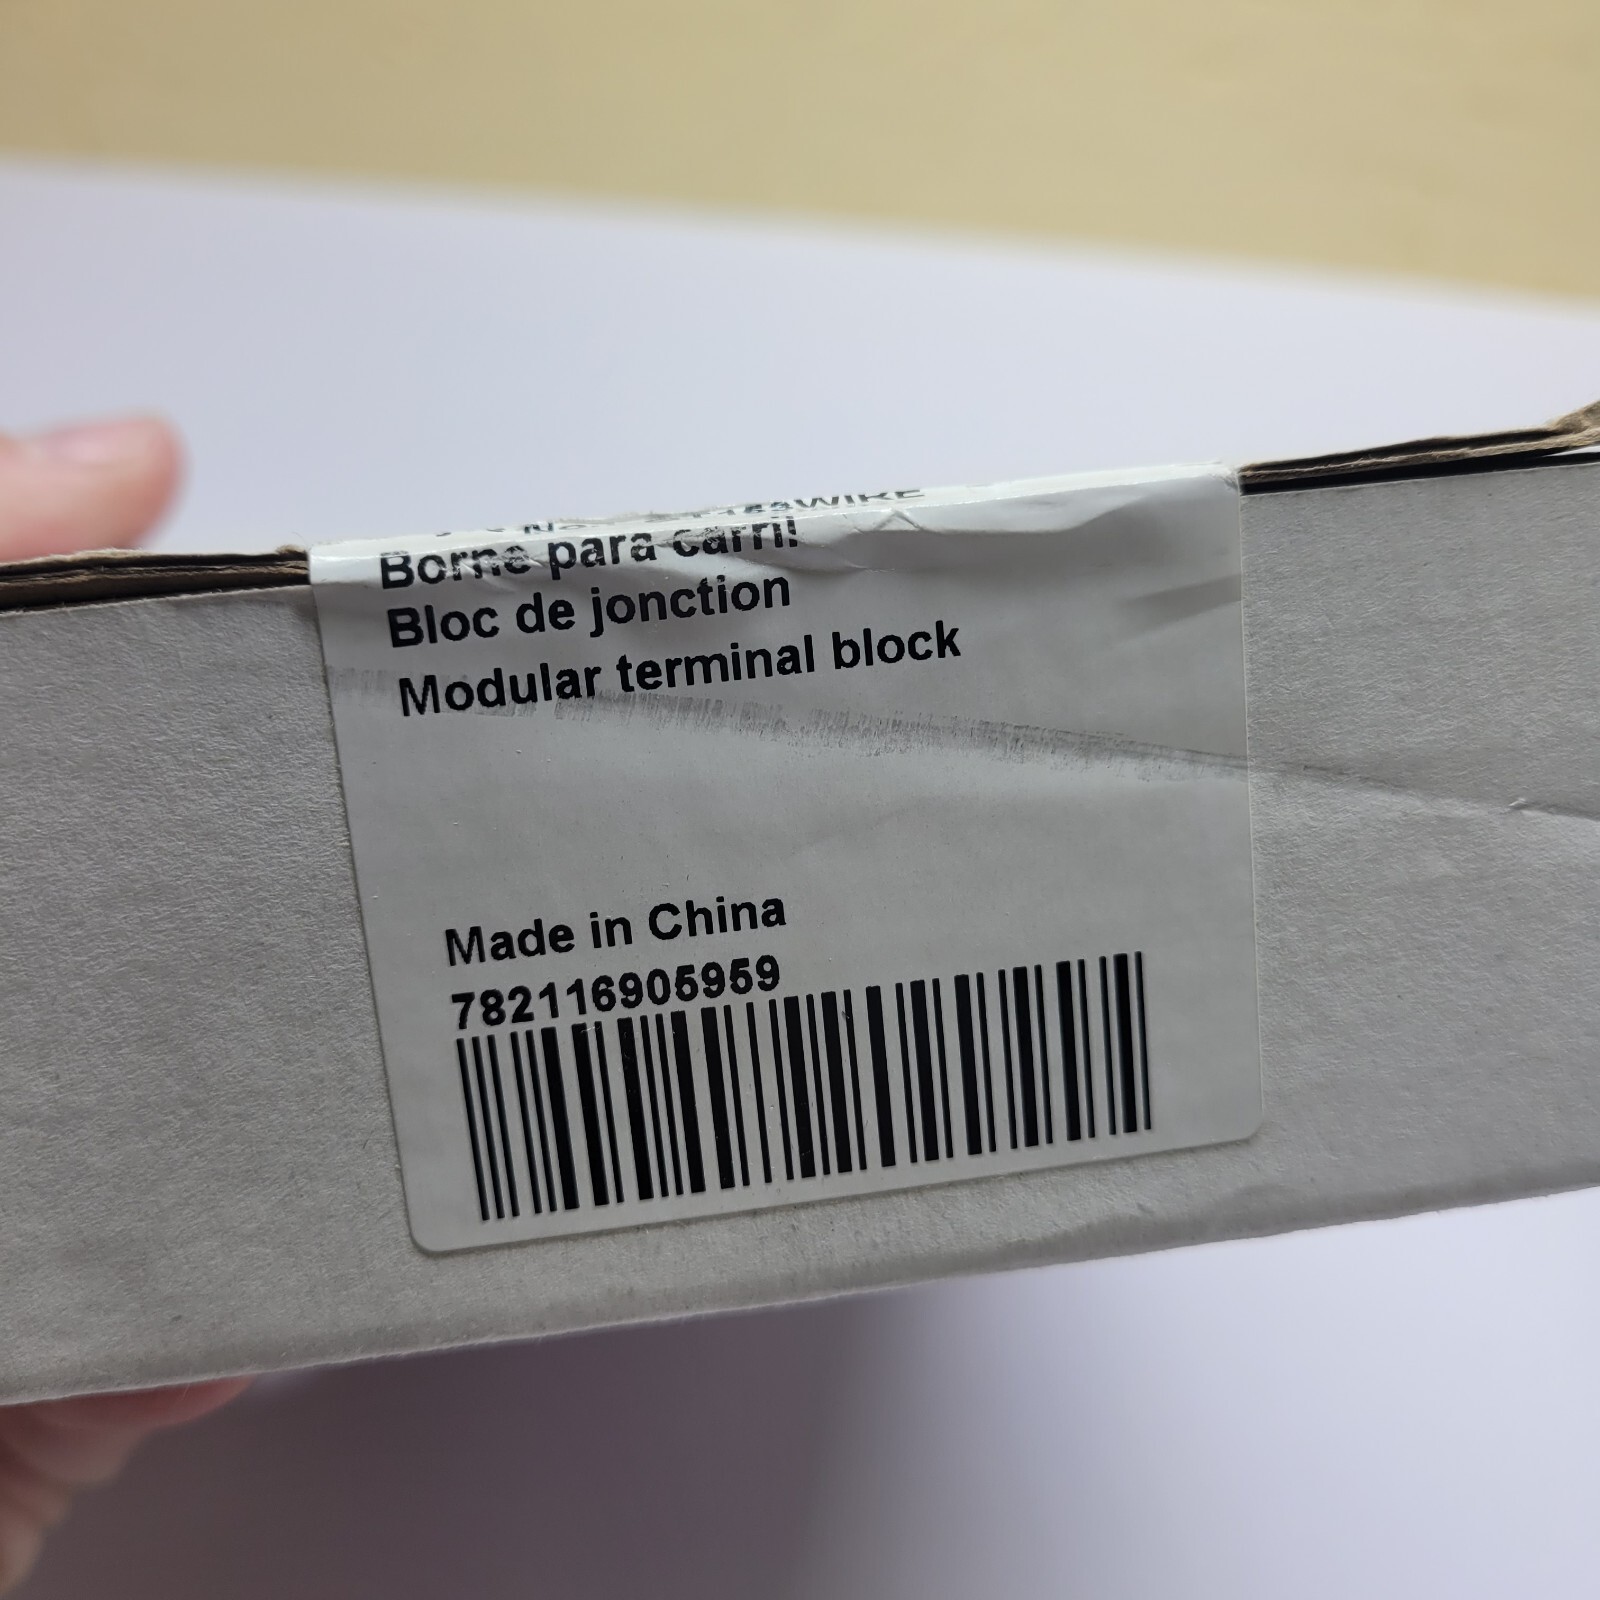 Borne para carril
Bloc de jonction
Modular terminal block
Made in China
782116905959